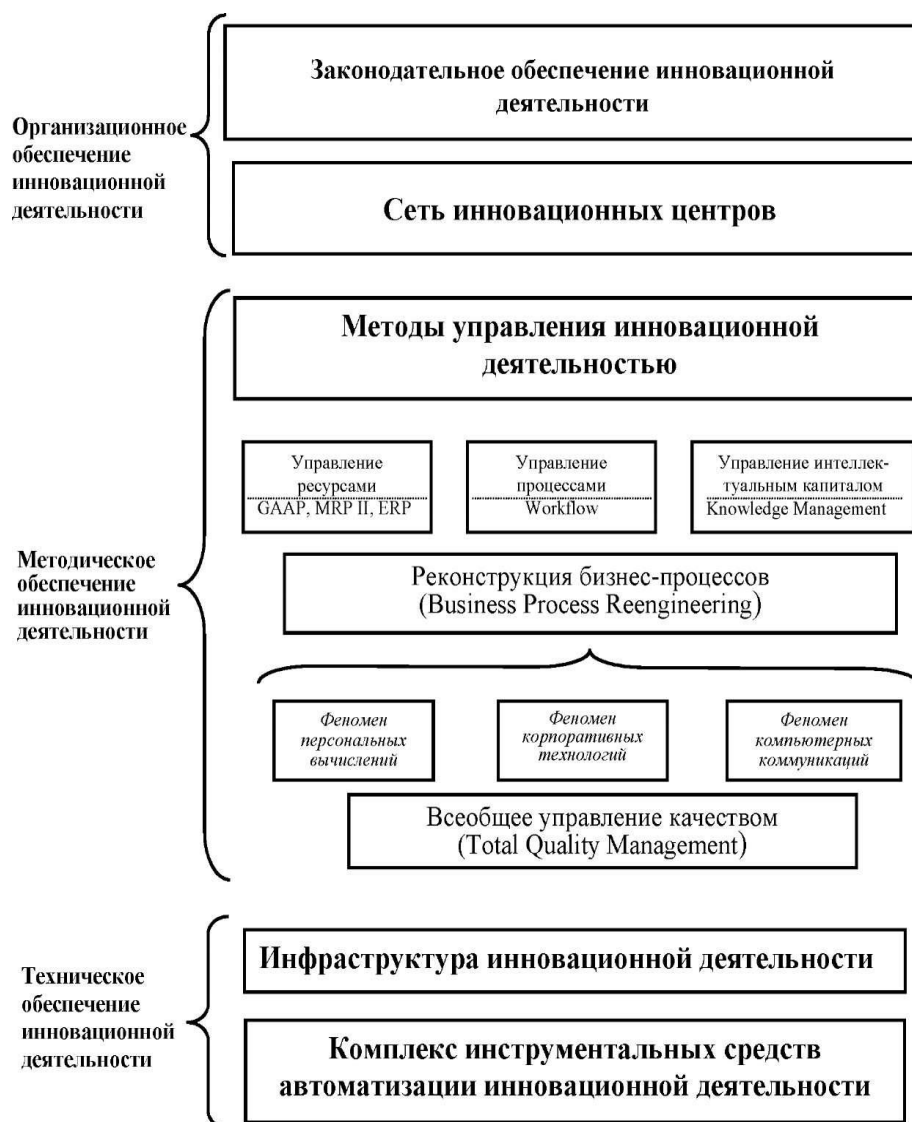 Законодательное обеспечение инновационной
деятельности
Организационное
обеспечение
инновационной
деятельности
Сеть инновационных центров
Методы управления инновационной
деятельностью
Управление
ресурсами
GAAP, MRP II, ERP
Управление
процессами
Workflow
Управление интеллек-
туальным капиталом
Knowledge Management
Методическое
обеспечение
инновационной
деятельности
Реконструкция бизнес-процессов
(Business Process Reengineering)
Феномен
персональных
вычислений
Феномен
корпоративных
технологий
Феномен
компьютерных
коммуникаций
Всеобщее управление качеством
(Total Quality Management)
Техническое
обеспечение
инновационной
деятельности
Инфраструктура инновационной деятельности
Комплекс инструментальных средств
автоматизации инновационной деятельности